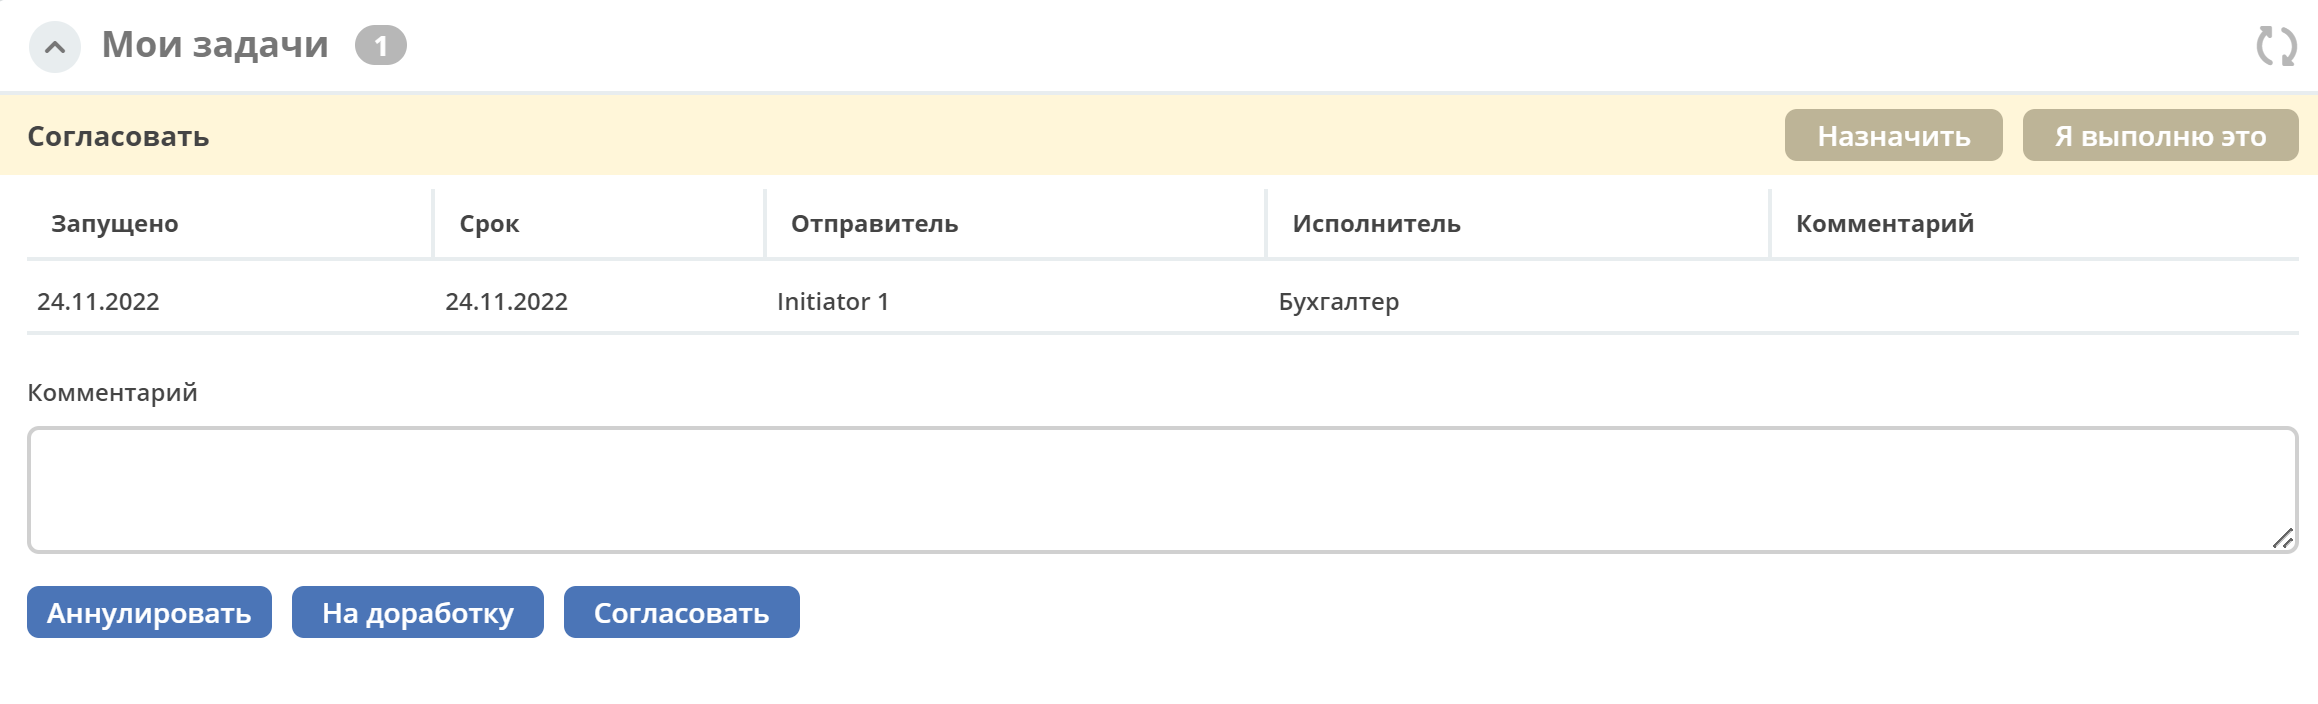 Мои задачи 1
Согласовать Назначить Я выполню это
Запущено Срок Отправитель Исполнитель Комментарий
24.11.2022 24.11.2022 Initiator 1 Бухгалтер
Комментарий
Аннулировать На доработку Согласовать